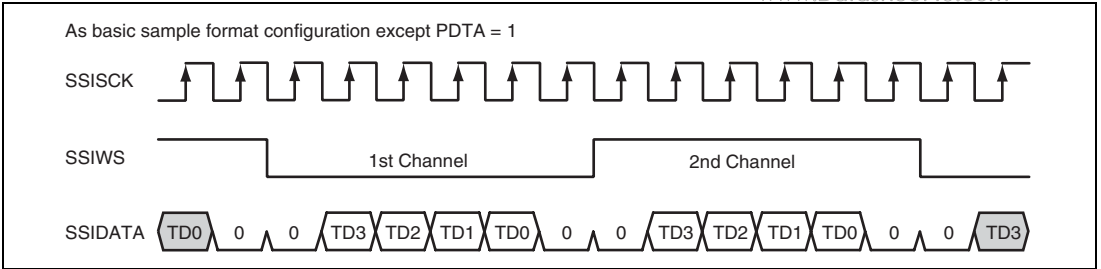 As basic sample format configuration except PDTA = 1
SSISCK
SSIWS 1st Channel 2nd Channel
SSIDATA TD0 0 0 TD3 TD2 TD1 TD0 0 0 TD3 TD2 TD1 TD0 0 0 TD3